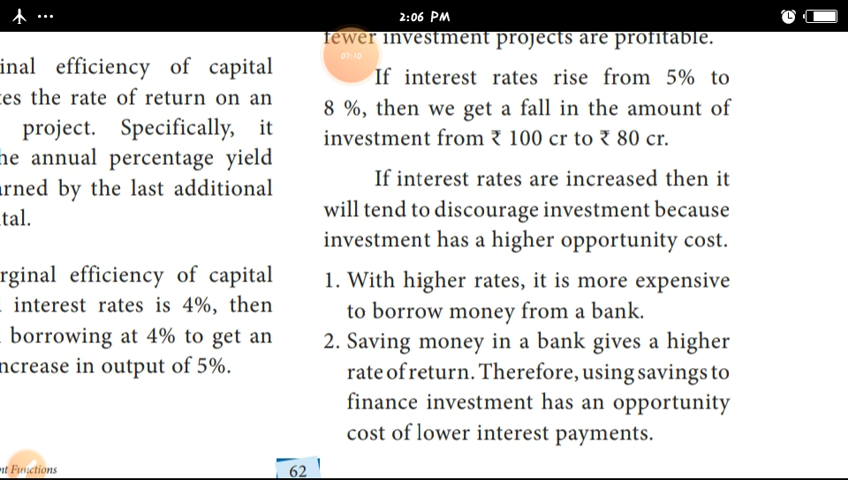 2:06 PM
inal efficiency of capital
tes the rate of return on an
project. Specifically, it
he annual percentage yield
arned by the last additional
tal.
rginal efficiency of capital
interest rates is 4%, then
borrowing at 4% to get an
ncrease in output of 5%.
fewer investment projects are profitable.
07:10
If interest rates rise from 5% to
8 %, then we get a fall in the amount of
investment from ₹ 100 cr to ₹ 80 cr.
If interest rates are increased then it
will tend to discourage investment because
investment has a higher opportunity cost.
1. With higher rates, it is more expensive
to borrow money from a bank.
2. Saving money in a bank gives a higher
rate of return. Therefore, using savings to
finance investment has an opportunity
cost of lower interest payments.
nt Functions
62